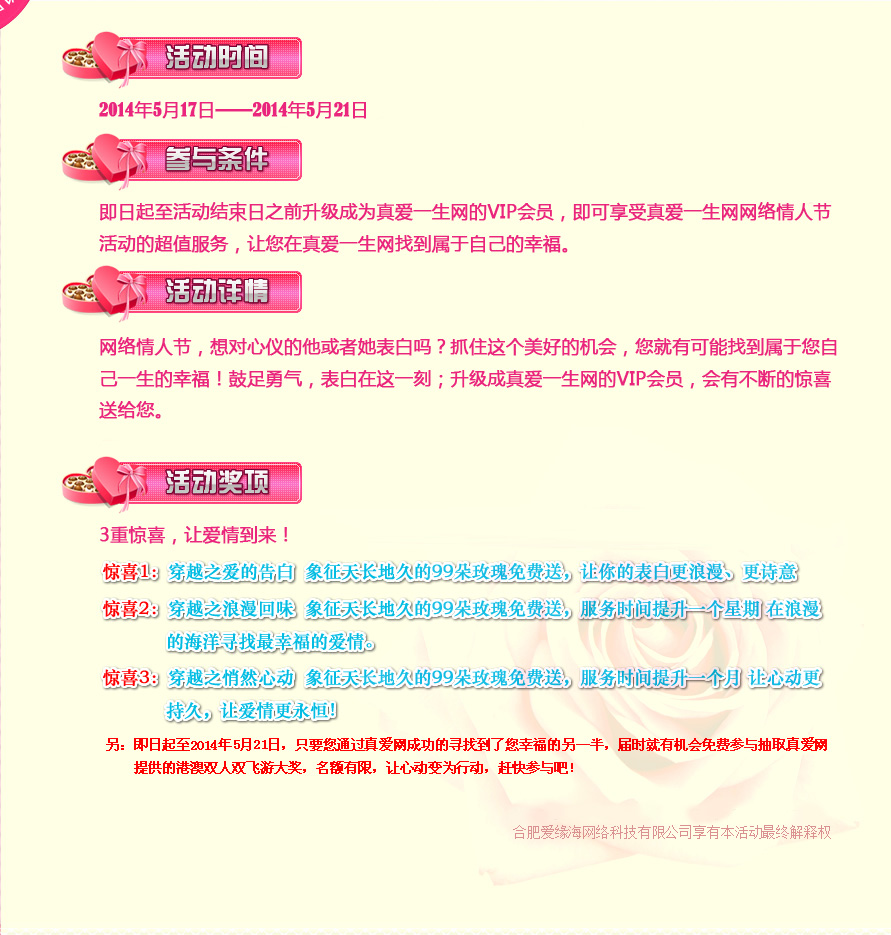 活动时间
2014年5月17日——2014年5月21日
参与条件
即日起至活动结束日之前升级成为真爱一生网的VIP会员，即可享受真爱一生网网络情人节
活动的超值服务，让您在真爱一生网找到属于自己的幸福。
活动详情
网络情人节，想对心仪的他或者她表白吗？抓住这个美好的机会，您就有可能找到属于您自
己一生的幸福！鼓足勇气，表白在这一刻；升级成真爱一生网的VIP会员，会有不断的惊喜
送给您。
活动奖项
3重惊喜，让爱情到来！
惊喜1：穿越之爱的告白 象征天长地久的99朵玫瑰免费送，让你的表白更浪漫、更诗意
惊喜2：穿越之浪漫回味 象征天长地久的99朵玫瑰免费送，服务时间提升一个星期 在浪漫
的海洋寻找最幸福的爱情。
惊喜3：穿越之悄然心动 象征天长地久的99朵玫瑰免费送，服务时间提升一个月 让心动更
持久，让爱情更永恒！
另：即日起至2014年5月21日，只要您通过真爱网成功的寻找到了您幸福的另一半，届时就有机会免费参与抽取真爱网
提供的港澳双人双飞游大奖，名额有限，让心动变为行动，赶快参与吧！
合肥爱缘海网络科技有限公司享有本活动最终解释权